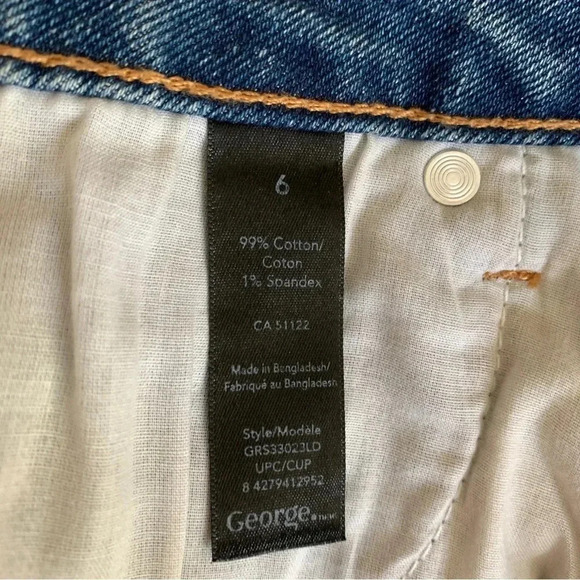 6
99% Cotton/
Coton
1% Spandex
CA 51122
Made in Bangladesh/
Fabriqué au Bangladesh
Style/Modèle
GRS33023LD
UPC/CUP
8 4279412952
George.